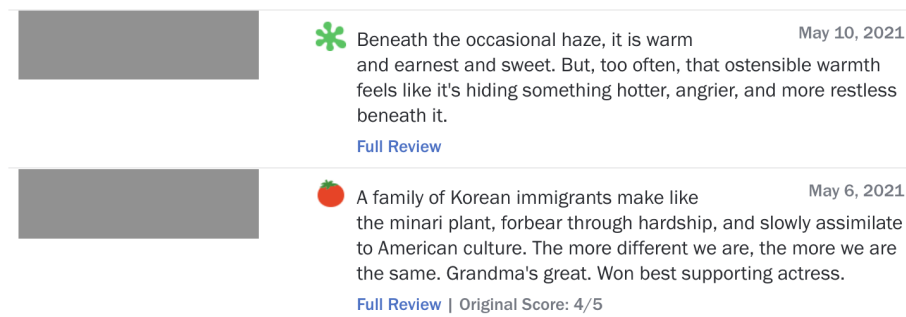 May 10, 2021
Beneath the occasional haze, it is warm
and earnest and sweet. But, too often, that ostensible warmth
feels like it's hiding something hotter, angrier, and more restless
beneath it.
Full Review
May 6, 2021
A family of Korean immigrants make like
the minari plant, forbear through hardship, and slowly assimilate
to American culture. The more different we are, the more we are
the same. Grandma's great. Won best supporting actress.
Full Review | Original Score: 4/5